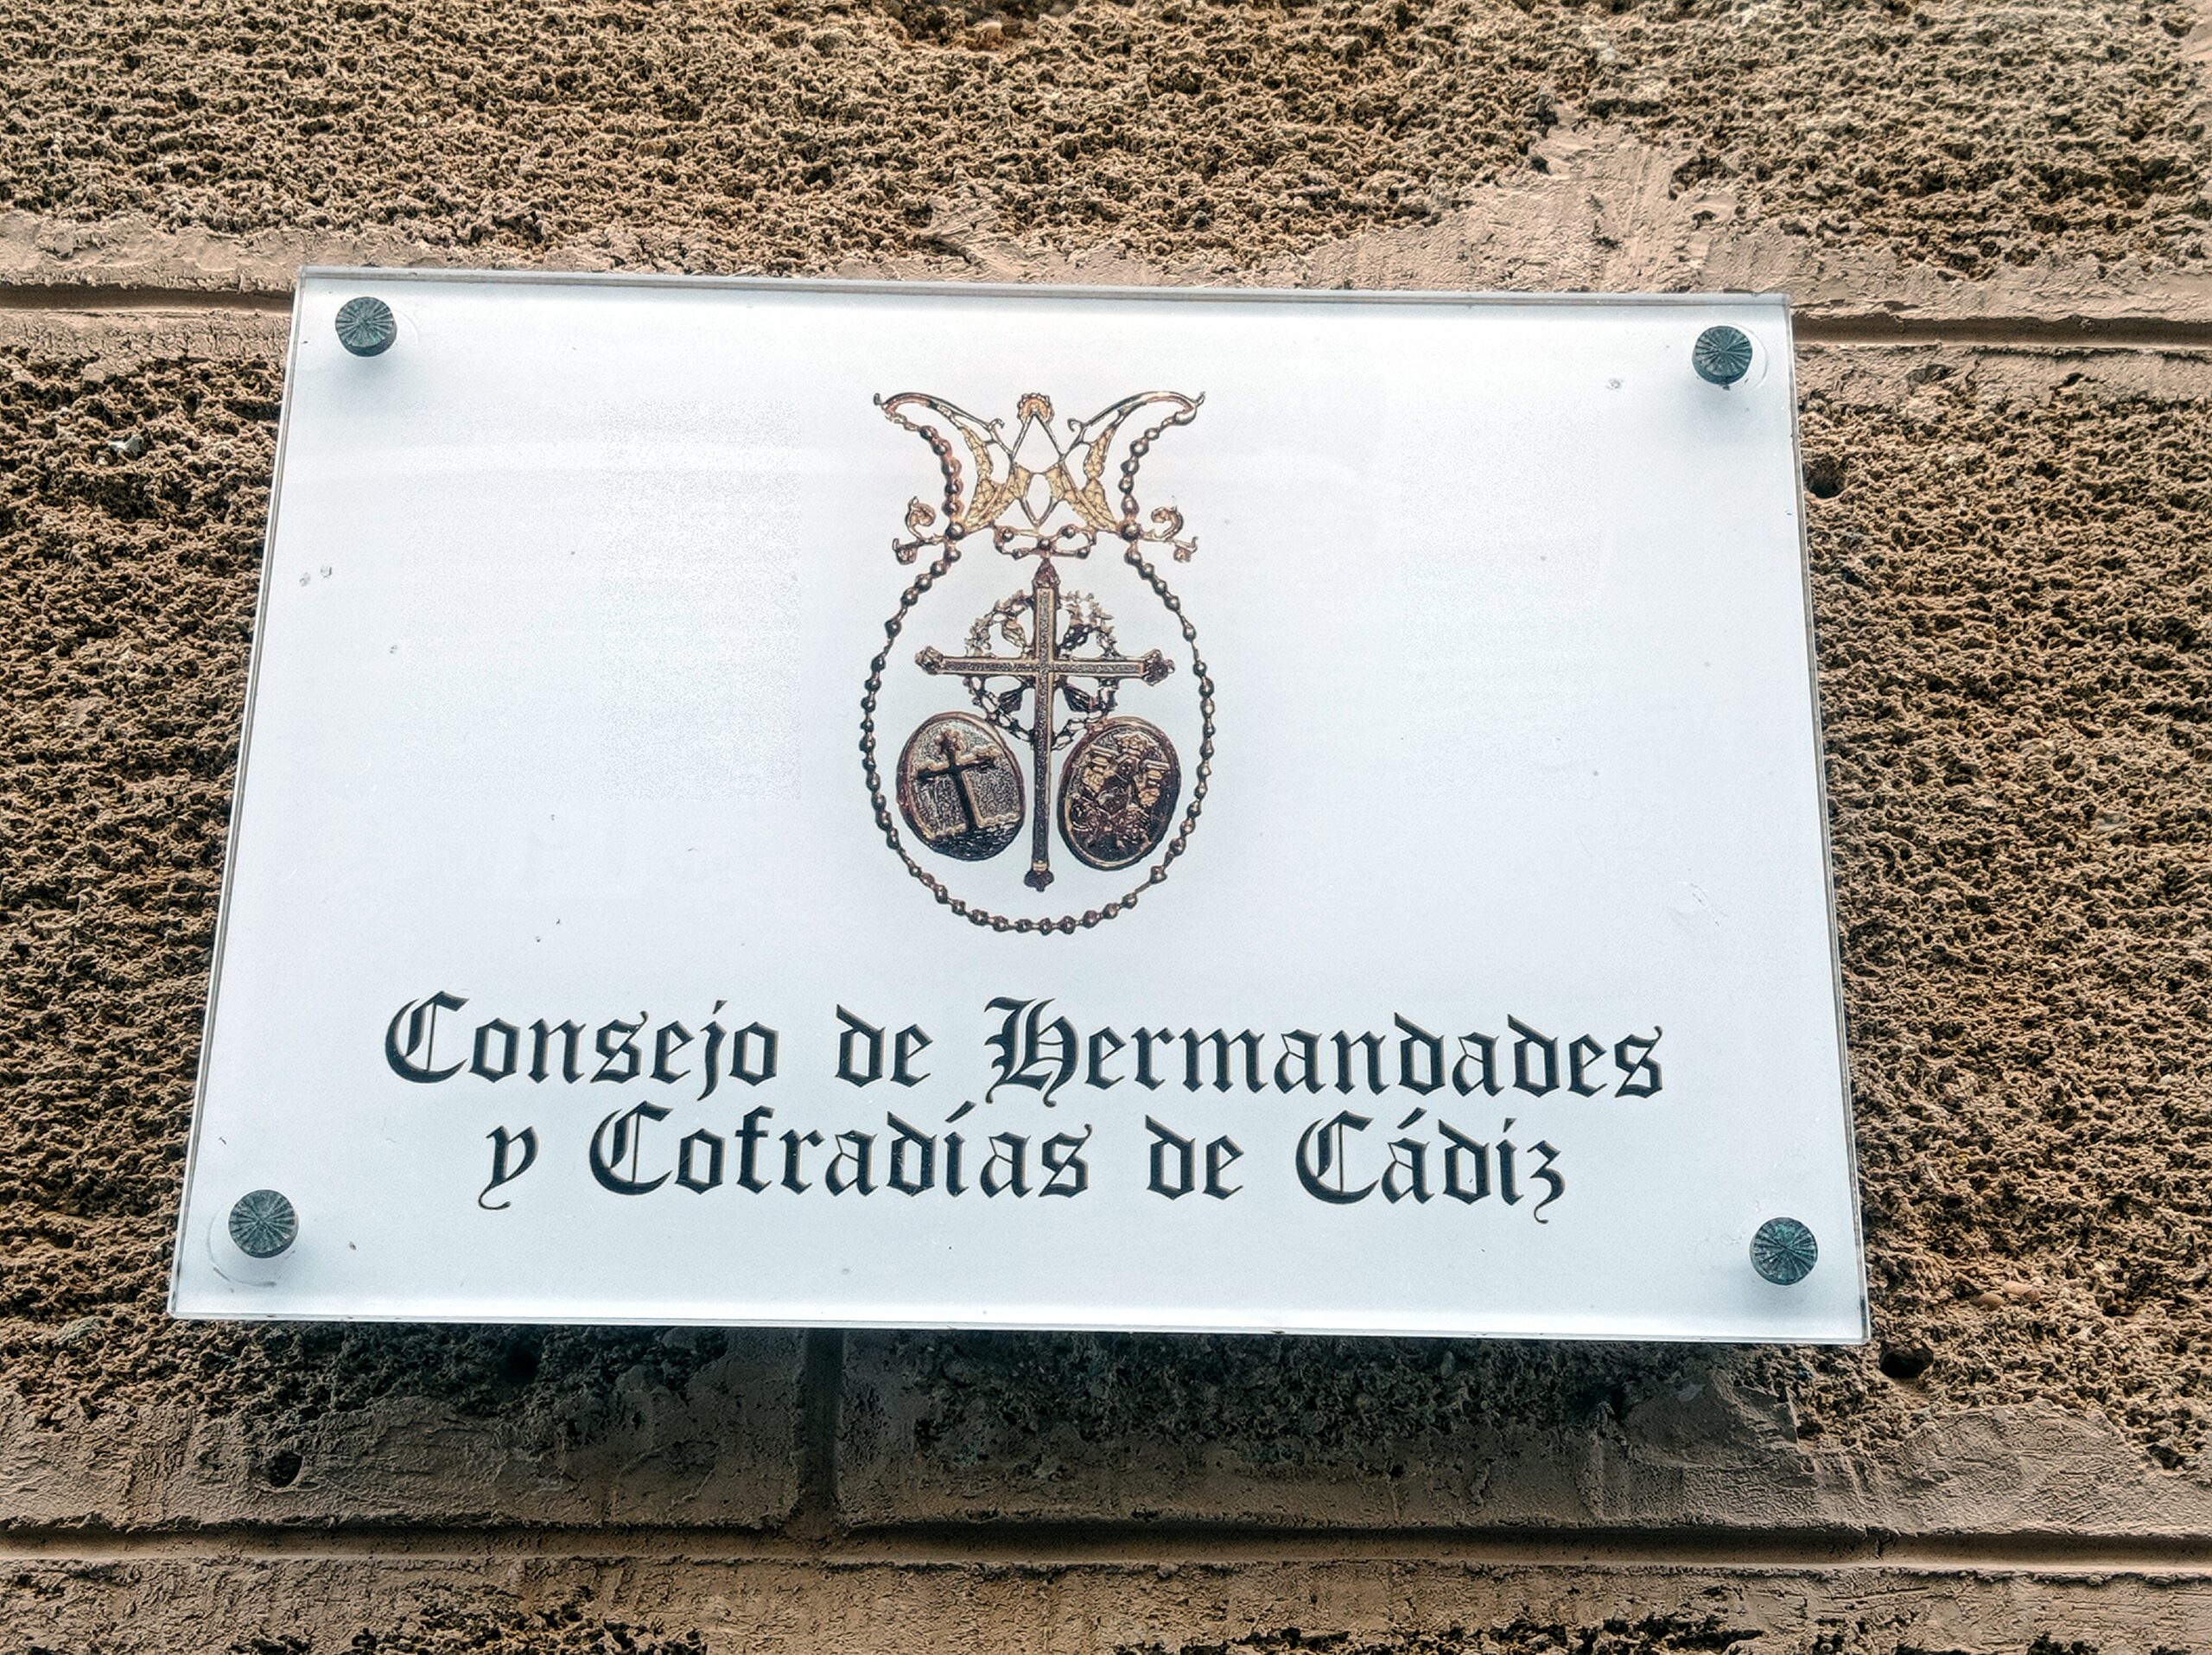 Consejo de Hermandades
y Cofradías de Cádiz